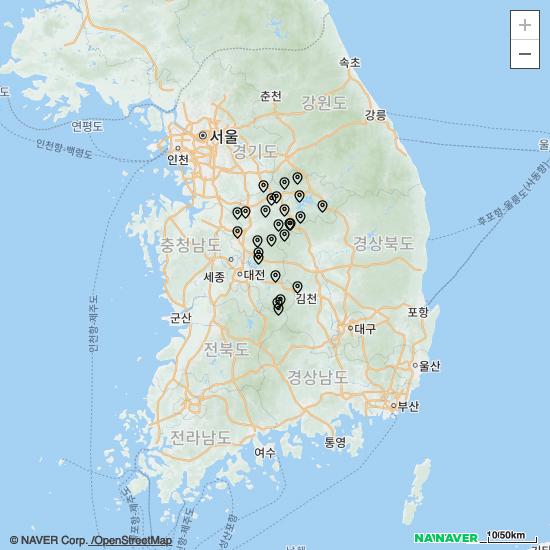 +
−
속초
춘천
강원도
강릉
도
연평도
서울
인천항-백령도
인천
경기도
울
후포항-울릉도(사동항)
충청남도
경상북도
세종
대전
김천
군산
포항
인천항-제주도
대구
전라북도
울산
경상남도
부산
전라남도
통영
여수
© NAVER Corp. /OpenStreetMap
NAVER
10/50km